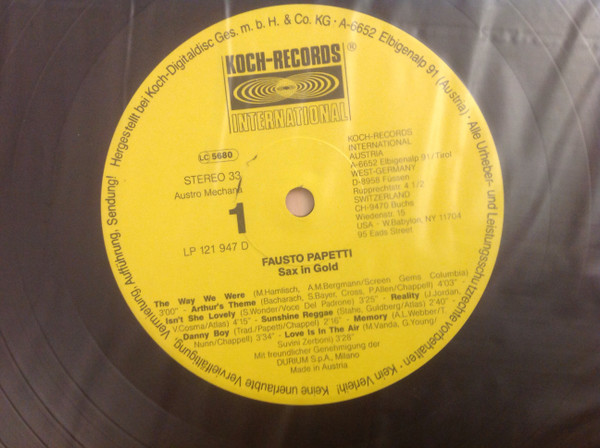 Hergestellt bei Koch-Digitaldisc Ges. m. b. H. & Co. KG · A-6652 Elbigenalp 91 (Austria) · Alle Urheber- und Leistungsschutzrechte vorbehalten · Kein Verleih! Keine unerlaubte Vervielfältigung, Vermietung, Aufführung, Sendung!
KOCH-RECORDS
®
INTERNATIONAL
LC 5680
STEREO 33
Austro Mechana
1
LP 121 947 D
KOCH-RECORDS
INTERNATIONAL
AUSTRIA
A-6652 Elbigenalp 91/Tirol
WEST-GERMANY
D-8958 Füssen
Rupprechtstr. 4 1/2
SWITZERLAND
CH-9470 Buchs
Wiedenstr. 15
USA - W.Babylon, NY 11704
95 Eads Street
FAUSTO PAPETTI
Sax in Gold
The Way We Were (M.Hamlisch, A.M.Bergmann/Screen Gems Columbia)
3'00" - Arthur's Theme (Bacharach, S.Bayer, Cross, P.Allen/Chappell) 4'03" -
Isn't She Lovely (S.Wonder/Voce Del Padrone) 3'25" - Reality (J.Jordan,
V.Cosma/Atlas) 4'15" - Sunshine Reggae (Stahe, Guldberg/Atlas) 3'45" -
Danny Boy (Trad/Papetti/Chappel) 2'16" - Memory (A.L.Webber/T.
Nunn/Chappell) 3'34" - Love Is In The Air (M.Vanda, G.Young/
Suvini Zerboni) 3'28"
Mit freundlicher Genehmigung der
DURIUM S.p.A., Milano
Made in Austria